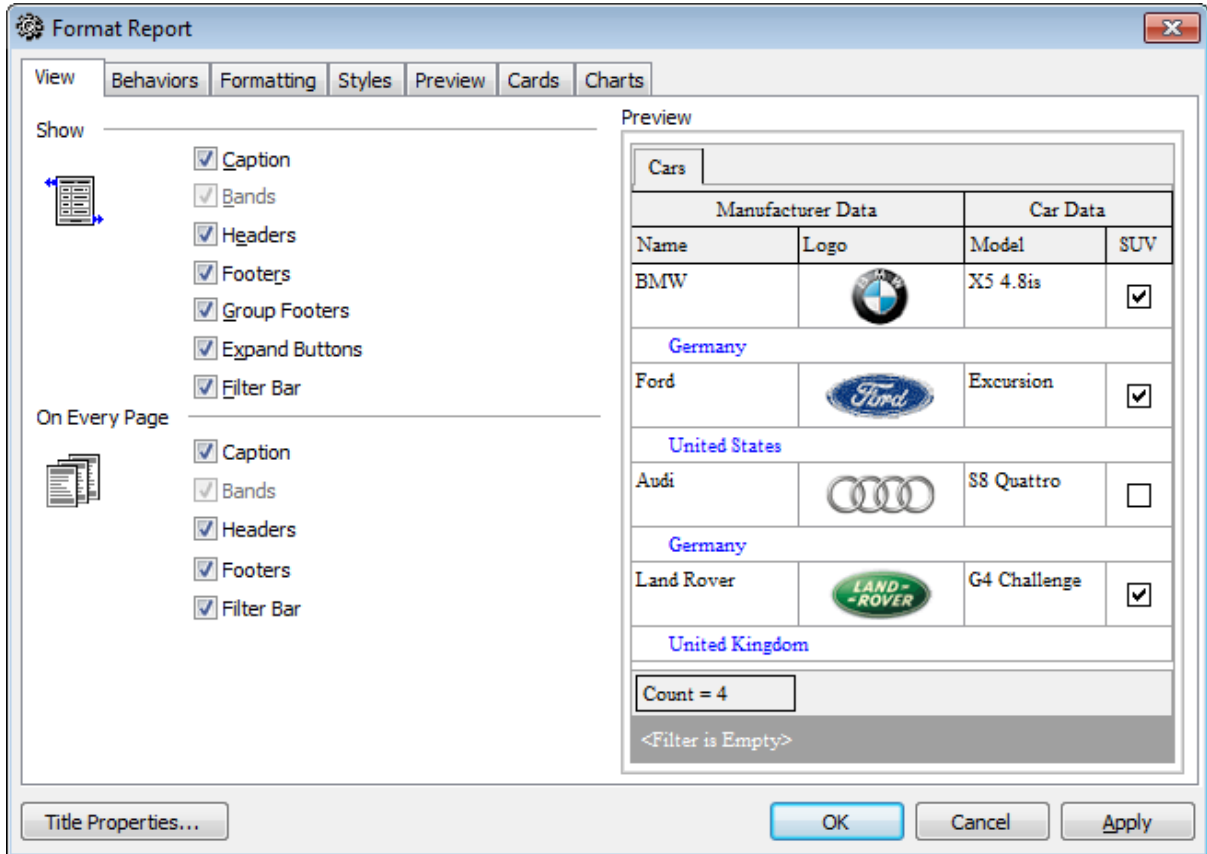 Format Report
View Behaviors Formatting Styles Preview Cards Charts
Show
Caption
Bands
Headers
Footers
Group Footers
Expand Buttons
Filter Bar
On Every Page
Caption
Bands
Headers
Footers
Filter Bar
Preview
Cars
Manufacturer Data Car Data
Name Logo Model SUV
BMW X5 4.8is
Germany
Ford Ford Excursion
United States
Audi S8 Quattro
Germany
Land Rover LAND- -ROVER G4 Challenge
United Kingdom
Count = 4
<Filter is Empty>
Title Properties... OK Cancel Apply